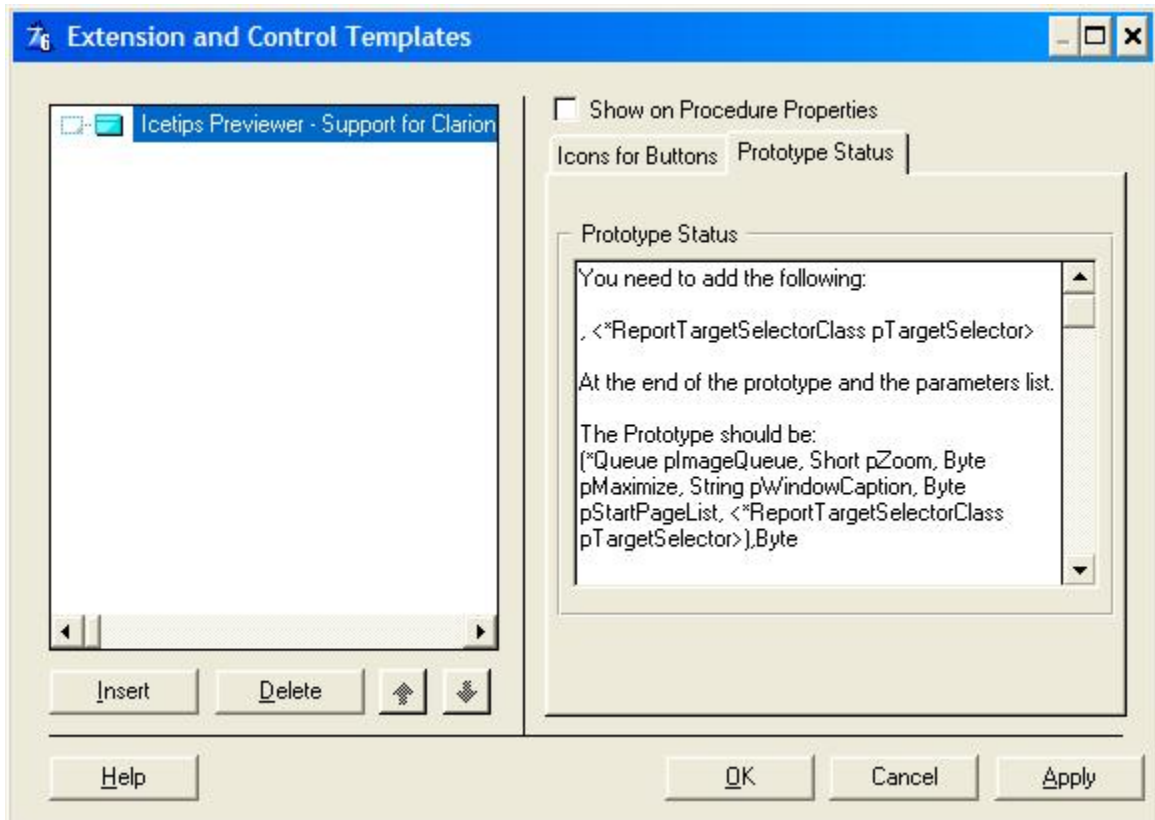 Extension and Control Templates
Icetips Previewer - Support for Clarion
Show on Procedure Properties
Icons for Buttons
Prototype Status
Prototype Status
You need to add the following:
, <*ReportTargetSelectorClass pTargetSelector>
At the end of the prototype and the parameters list.
The Prototype should be:
(*Queue pImageQueue, Short pZoom, Byte
pMaximize, String pWindowCaption, Byte
pStartPageList, <*ReportTargetSelectorClass
pTargetSelector>),Byte
Insert
Delete
Help
OK
Cancel
Apply